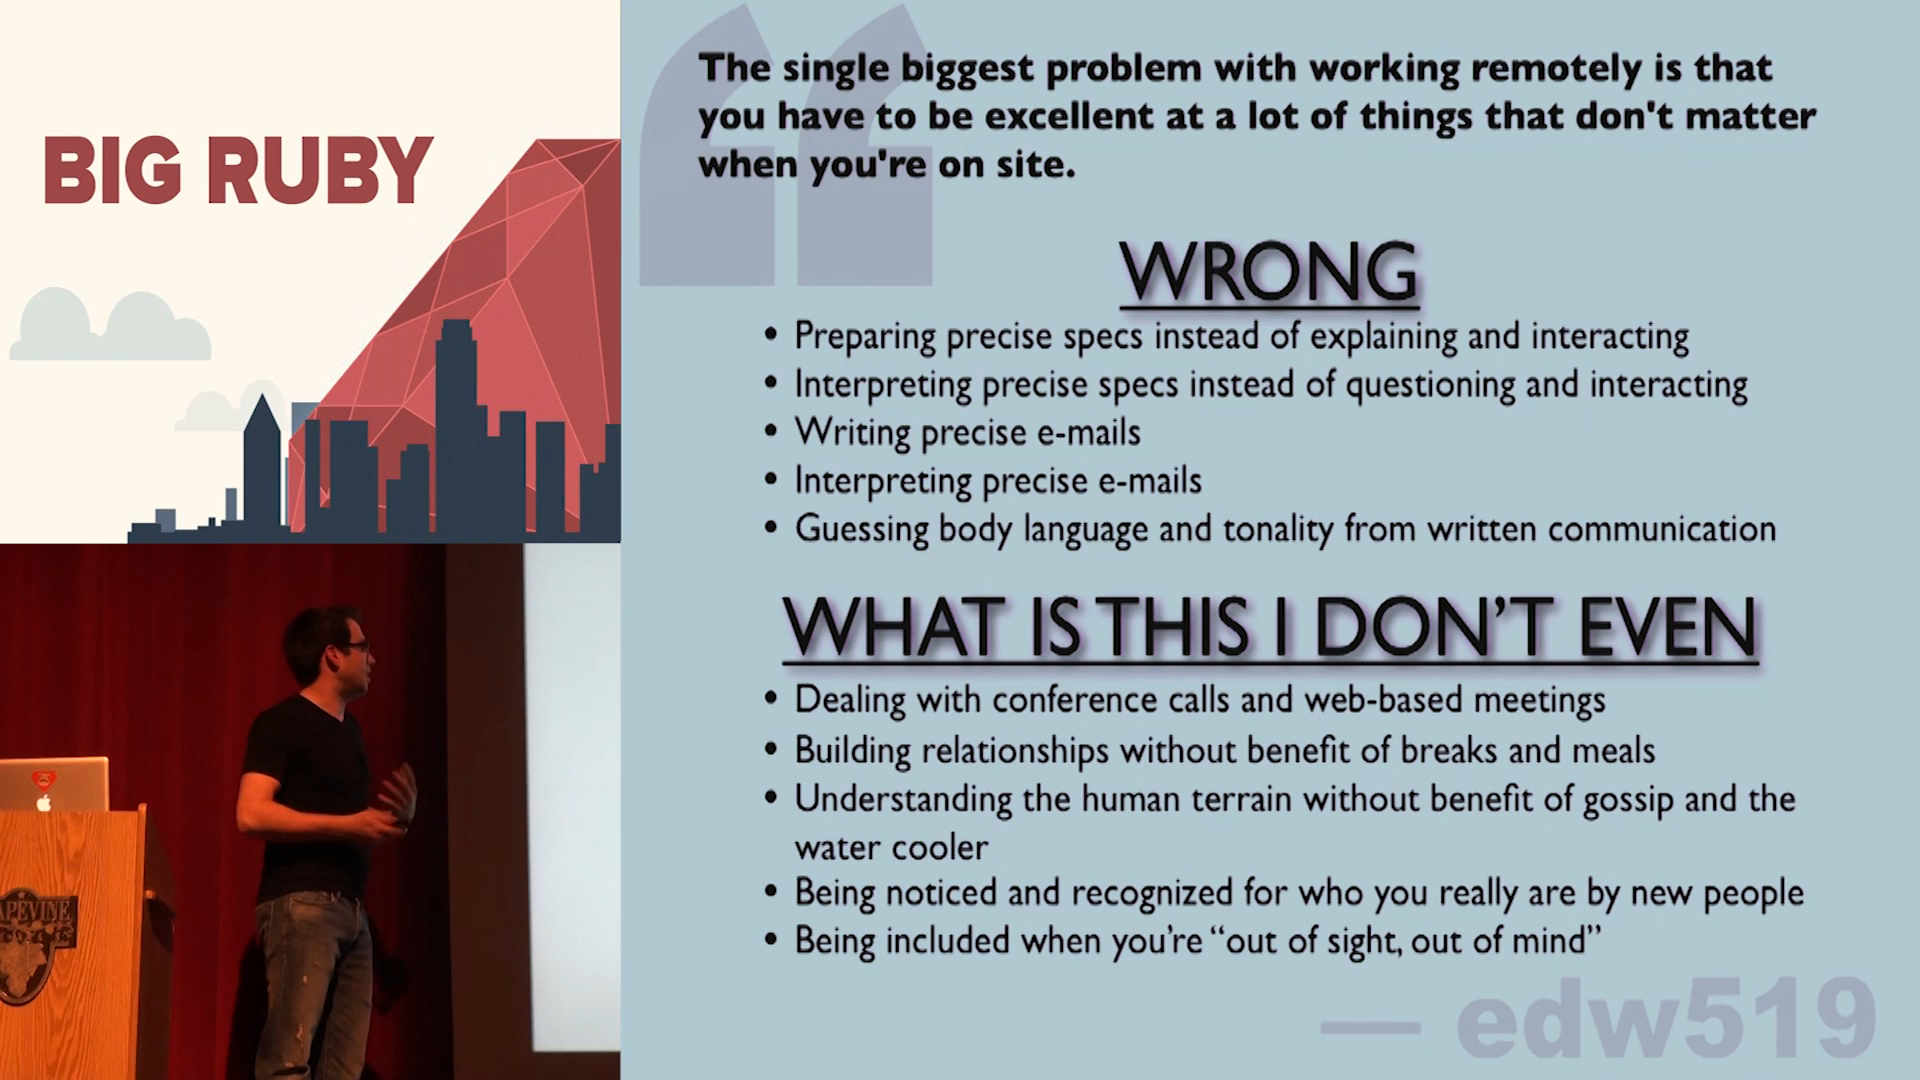 BIG RUBY
The single biggest problem with working remotely is that
you have to be excellent at a lot of things that don't matter
when you're on site.
WRONG
• Preparing precise specs instead of explaining and interacting
• Interpreting precise specs instead of questioning and interacting
• Writing precise e-mails
• Interpreting precise e-mails
• Guessing body language and tonality from written communication
WHAT IS THIS I DON’T EVEN
• Dealing with conference calls and web-based meetings
• Building relationships without benefit of breaks and meals
• Understanding the human terrain without benefit of gossip and the
water cooler
• Being noticed and recognized for who you really are by new people
• Being included when you’re “out of sight, out of mind”
— edw519
APEVINE